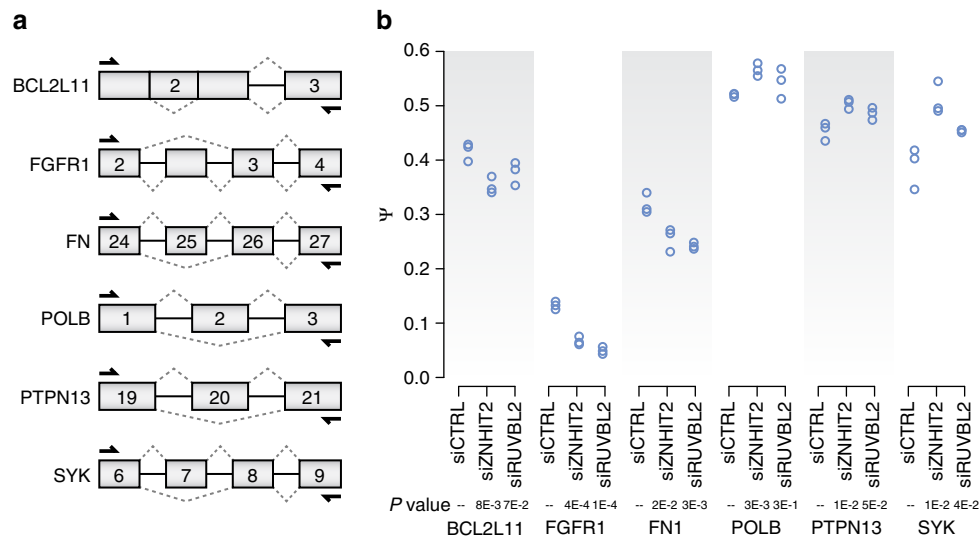 a
BCL2L11 2 3
FGFR1 2 3 4
FN 24 25 26 27
POLB 1 2 3
PTPN13 19 20 21
SYK 6 7 8 9
b
Ψ
0.6
0.5
0.4
0.3
0.2
0.1
0.0
siCTRL siZNHIT2 siRUVBL2 siCTRL siZNHIT2 siRUVBL2 siCTRL siZNHIT2 siRUVBL2 siCTRL siZNHIT2 siRUVBL2 siCTRL siZNHIT2 siRUVBL2 siCTRL siZNHIT2 siRUVBL2
P value -- 8E-3 7E-2 -- 4E-4 1E-4 -- 2E-2 3E-3 -- 3E-3 3E-1 -- 1E-2 5E-2 -- 1E-2 4E-2
BCL2L11 FGFR1 FN1 POLB PTPN13 SYK